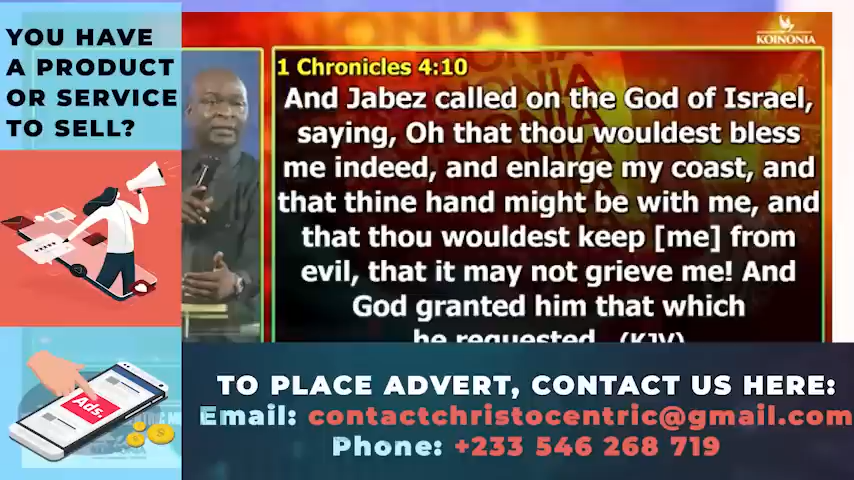 YOU HAVE
A PRODUCT
OR SERVICE
TO SELL?
KOINONIA
1 Chronicles 4:10
And Jabez called on the God of Israel,
saying, Oh that thou wouldest bless
me indeed, and enlarge my coast, and
that thine hand might be with me, and
that thou wouldest keep [me] from
evil, that it may not grieve me! And
God granted him that which
he requested. (KJV)
Ads.
TO PLACE ADVERT, CONTACT US HERE:
Email: contactchristocentric@gmail.com
Phone: +233 546 268 719